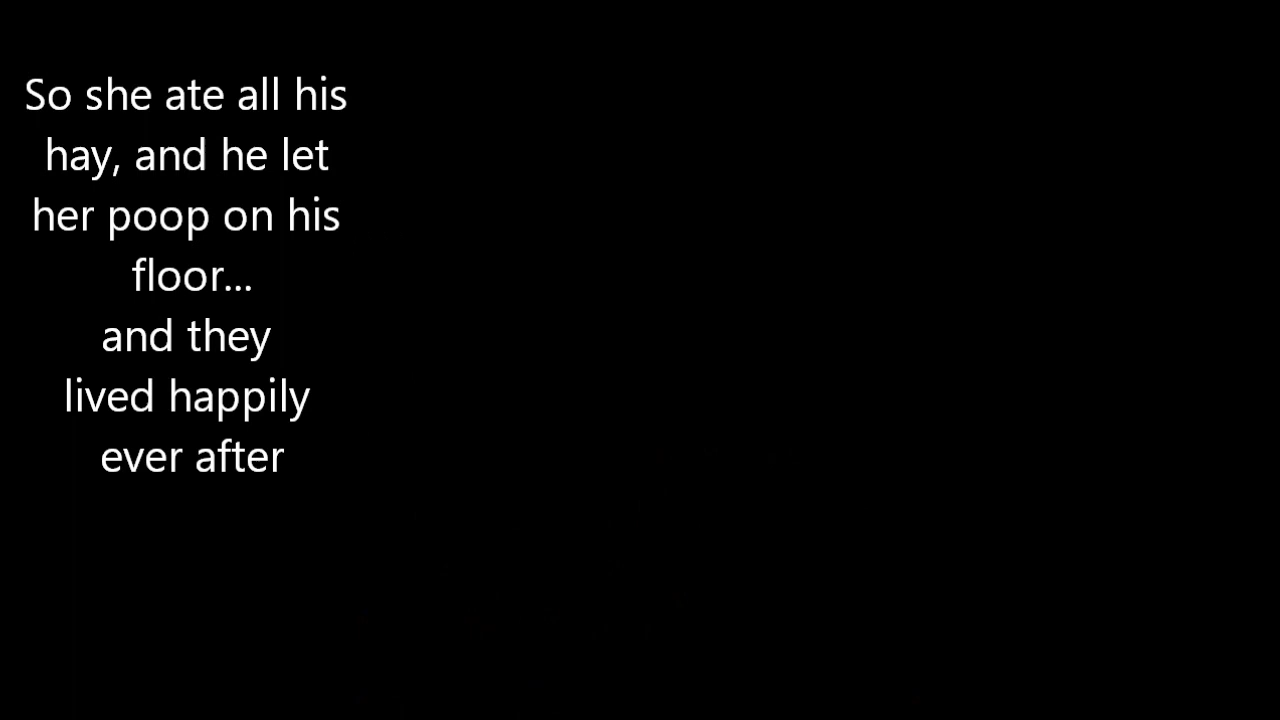 So she ate all his
hay, and he let
her poop on his
floor...
and they
lived happily
ever after